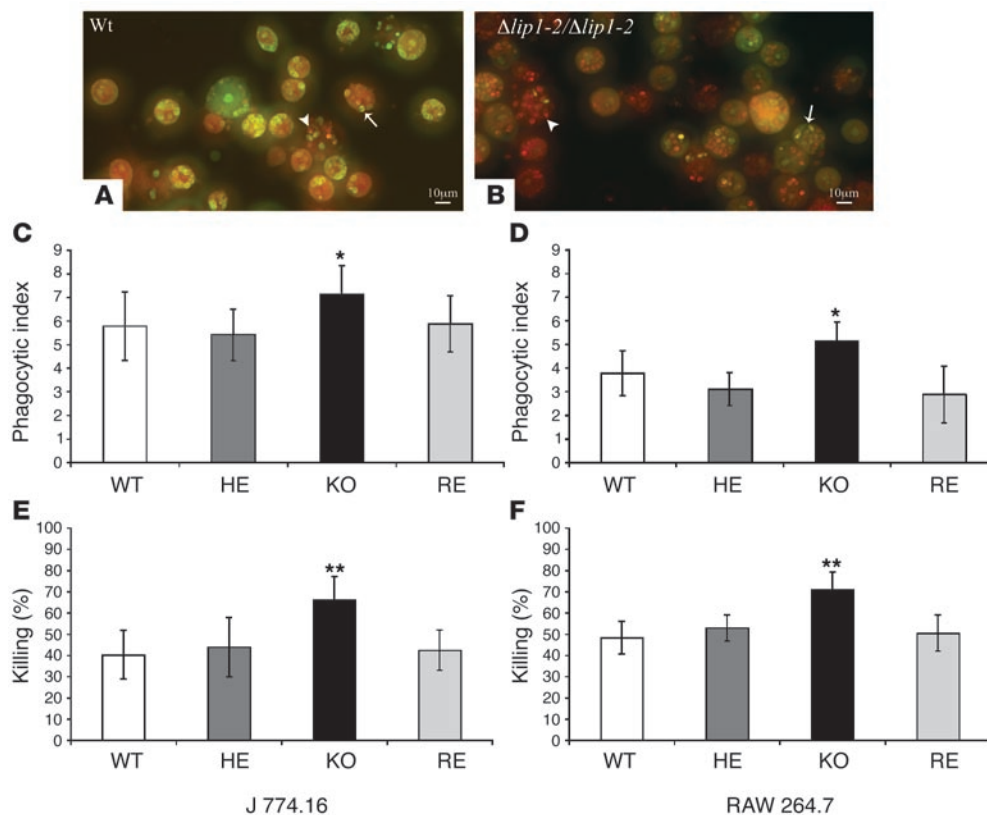 Wt
Δlip1-2/Δlip1-2
A
10μm
B
10μm
C
D
9
8
7
6
5
4
3
2
1
0
Phagocytic index
*
WT HE KO RE
9
8
7
6
5
4
3
2
1
0
Phagocytic index
*
WT HE KO RE
E
F
100
90
80
70
60
50
40
30
20
10
0
Killing (%)
**
WT HE KO RE
100
90
80
70
60
50
40
30
20
10
0
Killing (%)
**
WT HE KO RE
J 774.16
RAW 264.7